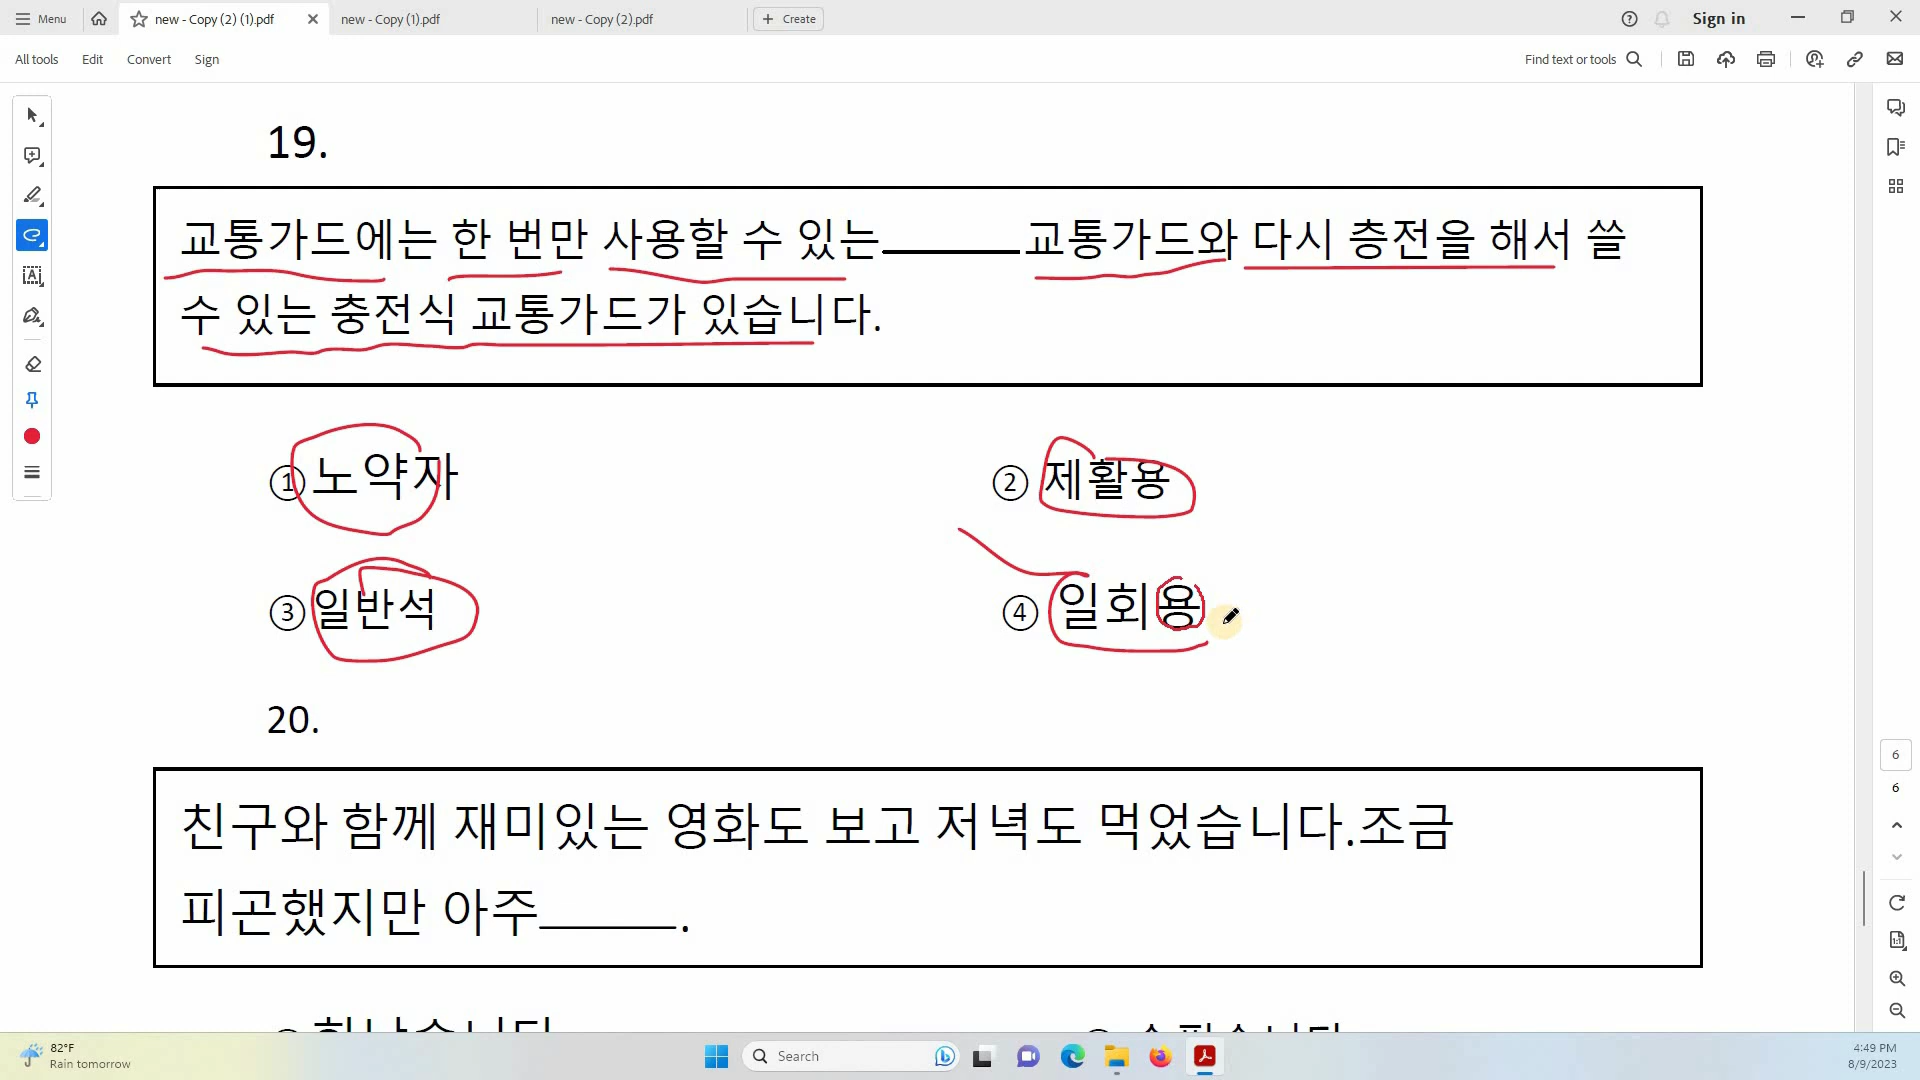 Menu
new - Copy (2) (1).pdf
new - Copy (1).pdf
new - Copy (2).pdf
Create
Sign in
All tools
Edit
Convert
Sign
Find text or tools
19.
교통가드에는 한 번만 사용할 수 있는 교통가드와 다시 충전을 해서 쓸
수 있는 충전식 교통가드가 있습니다.
① 노약자
② 제활용
③ 일반석
④ 일회용
20.
친구와 함께 재미있는 영화도 보고 저녁도 먹었습니다.조금
피곤했지만 아주______.
6
6
82°F
Rain tomorrow
Search
4:49 PM
8/9/2023